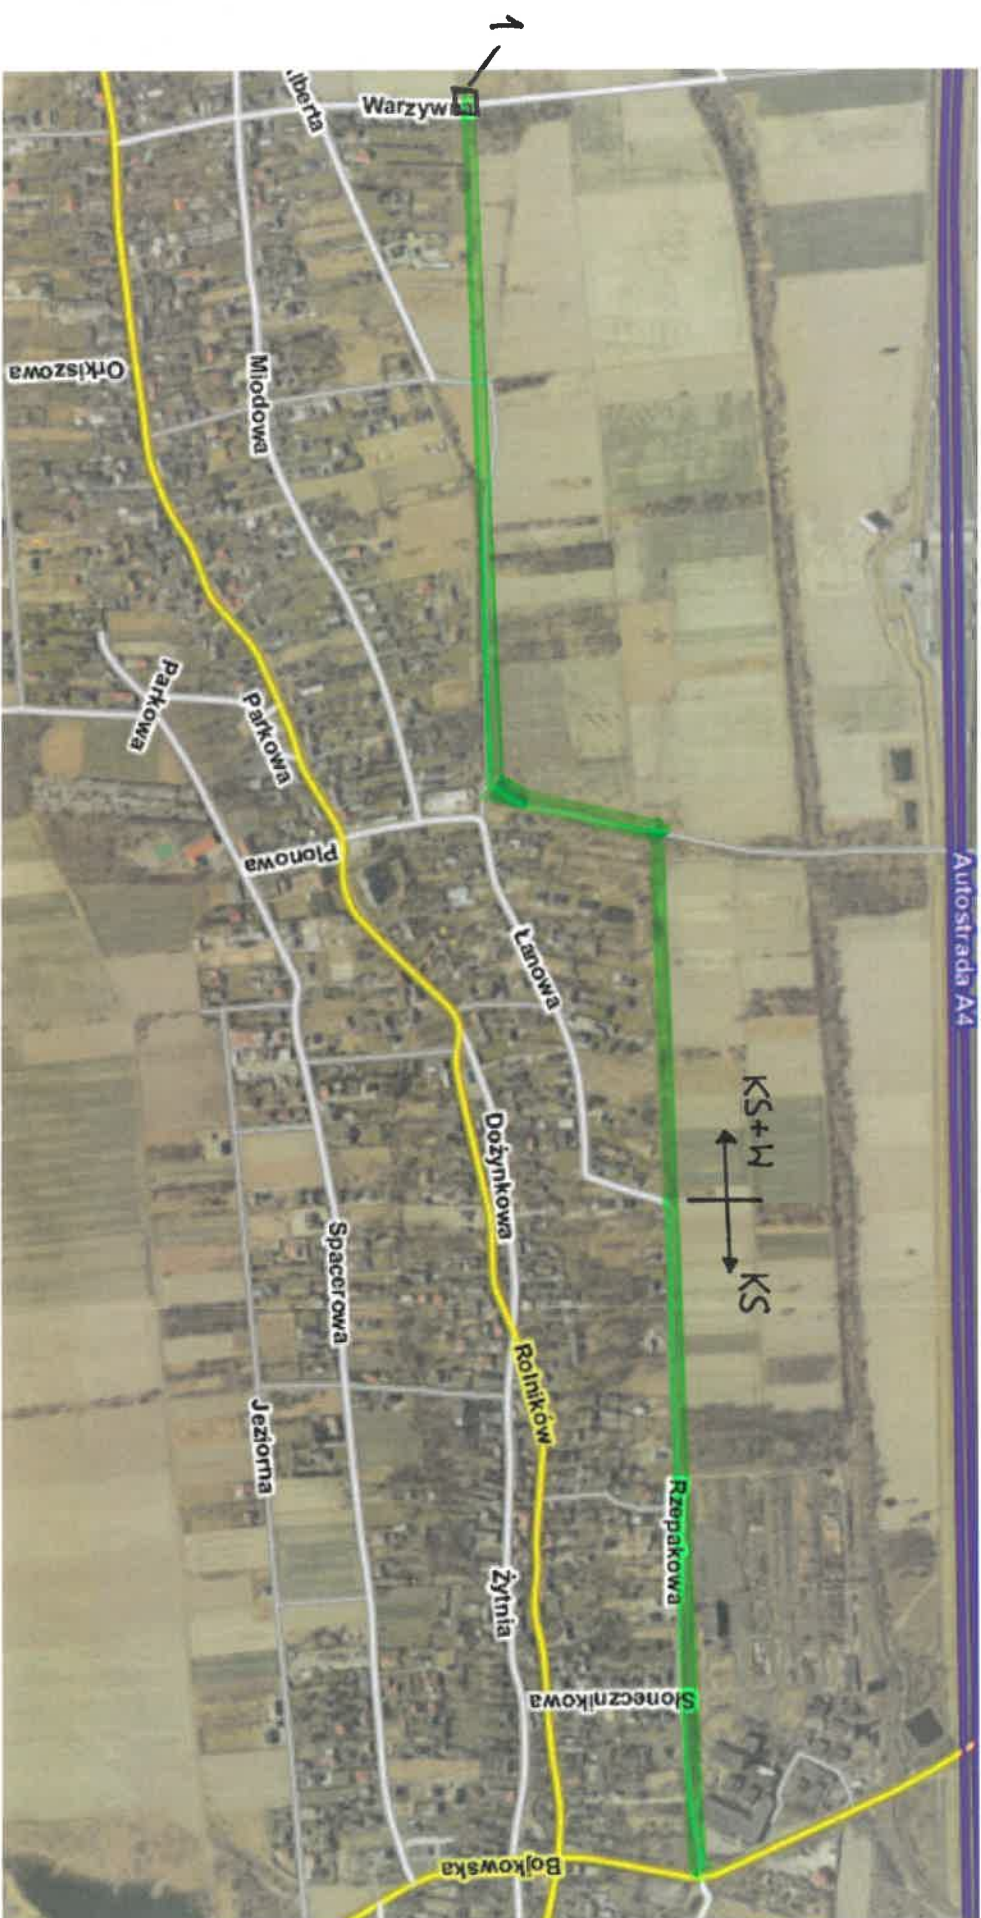 1
lberta
Warzywna
Orkiszowa
Miodowa
Parkowa
Parkowa
Plonowa
Autostrada A4
Łanowa
KS+W
KS
Dożynkowa
Spacerowa
Rolników
Jeziorna
Rzepakowa
Żytnia
Słonecznikowa
Bojkowska